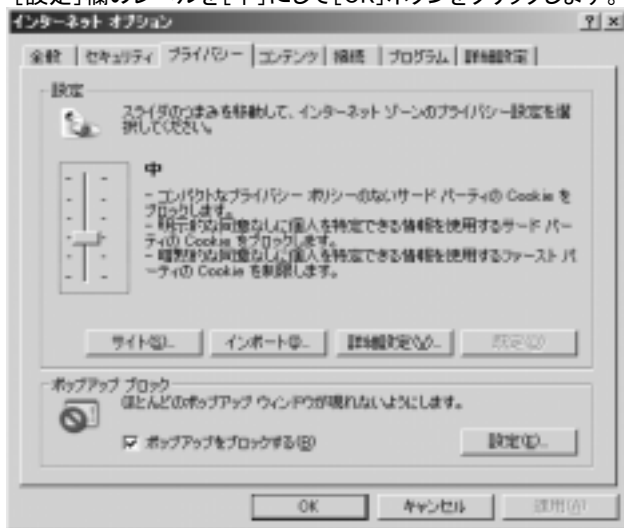 [設定]欄のレールを[中]にして[OK]ボタンをクリックします。
インターネット オプション
全般 セキュリティ プライバシー コンテンツ 接続 プログラム 詳細設定
設定
スライダのつまみを移動して、インターネット ゾーンのプライバシー設定を選
択してください。
中
- コンパクトなプライバシー ポリシーのないサード パーティの Cookie を
ブロックします。
- 明示的な同意なしに個人を特定できる情報を使用するサード パー
ティの Cookie をブロックします。
- 暗黙的な同意なしに個人を特定できる情報を使用するファースト パ
ーティの Cookie を制限します。
サイト(S)... インポート(I)... 詳細設定(V)... 既定(D)
ポップアップ ブロック
ほとんどのポップアップ ウィンドウが現れないようにします。
ポップアップをブロックする(B) 設定(E)...
OK キャンセル 適用(A)